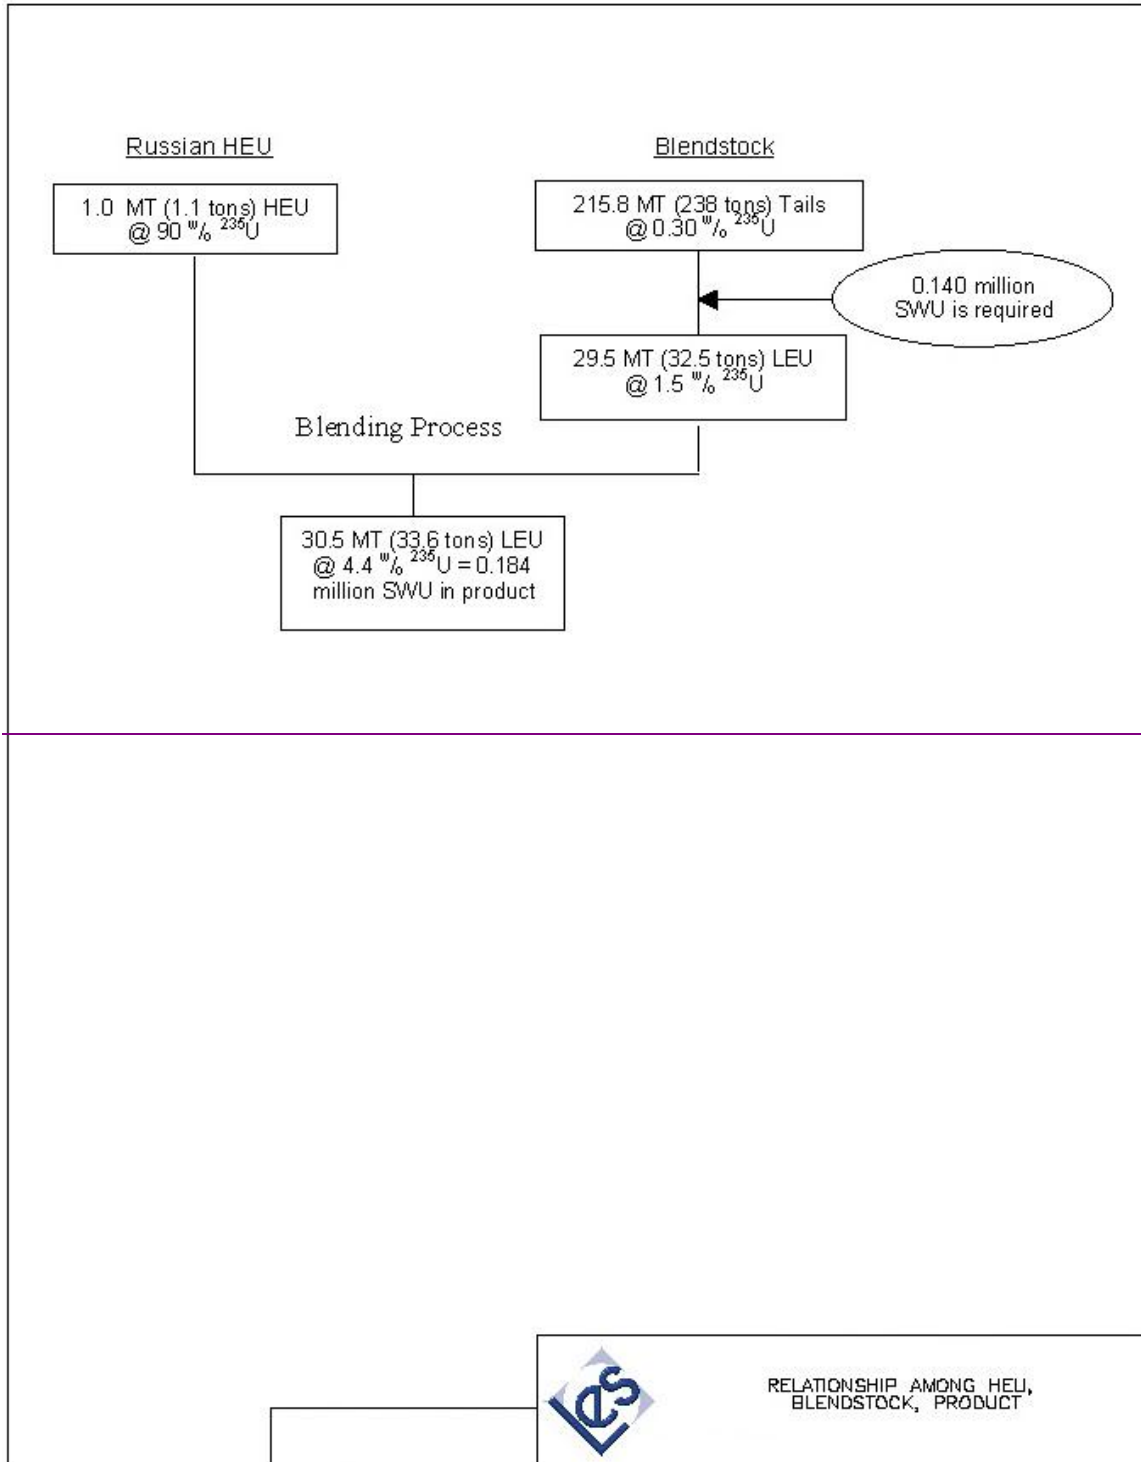 Russian HEU
Blendstock
1.0 MT (1.1 tons) HEU
@ 90 w/o 235U
215.8 MT (238 tons) Tails
@ 0.30 w/o 235U
0.140 million
SWU is required
29.5 MT (32.5 tons) LEU
@ 1.5 w/o 235U
Blending Process
30.5 MT (33.6 tons) LEU
@ 4.4 w/o 235U = 0.184
million SWU in product
Les
RELATIONSHIP AMONG HEU,
BLENDSTOCK, PRODUCT